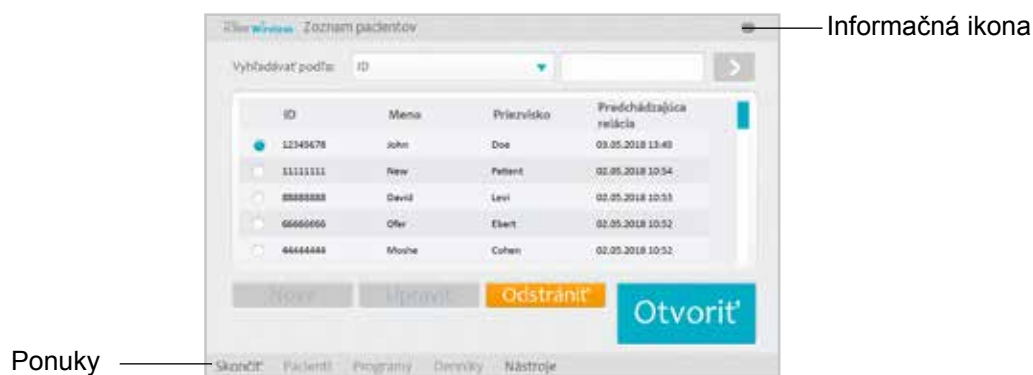 Zoznam pacientov
Informačná ikona
Vyhľadávať podľa: ID
ID Meno Priezvisko Predchádzajúca relácia
12345678 John Doe 03.05.2018 13:43
11111111 New Patient 02.05.2018 10:54
88888888 David Levi 02.05.2018 10:53
66666666 Ofer Ebert 02.05.2018 10:52
44444444 Moshe Cohen 02.05.2018 10:52
Nové Upraviť Odstrániť Otvoriť
Ponuky
Skončiť Pacienti Programy Denníky Nástroje